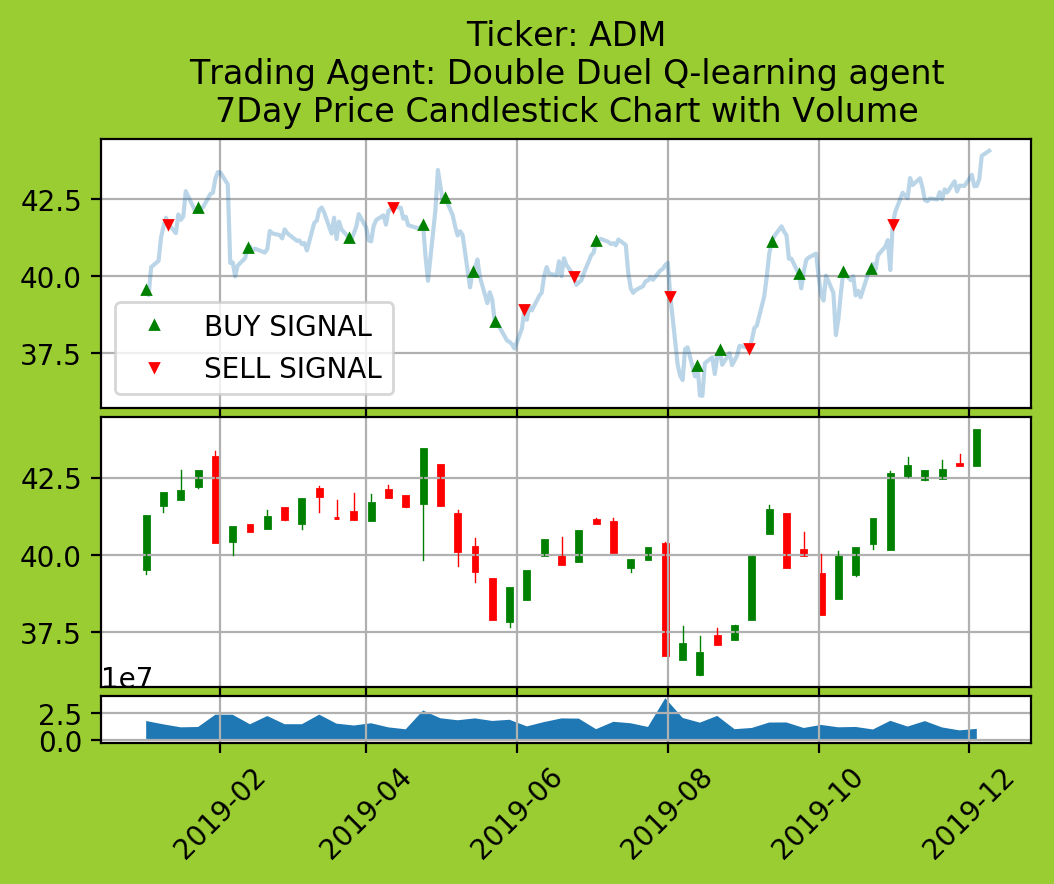 Ticker: ADM
Trading Agent: Double Duel Q-learning agent
7Day Price Candlestick Chart with Volume
42.5
40.0
37.5
BUY SIGNAL
SELL SIGNAL
42.5
40.0
37.5
1e7
2.5
0.0
2019-02
2019-04
2019-06
2019-08
2019-10
2019-12